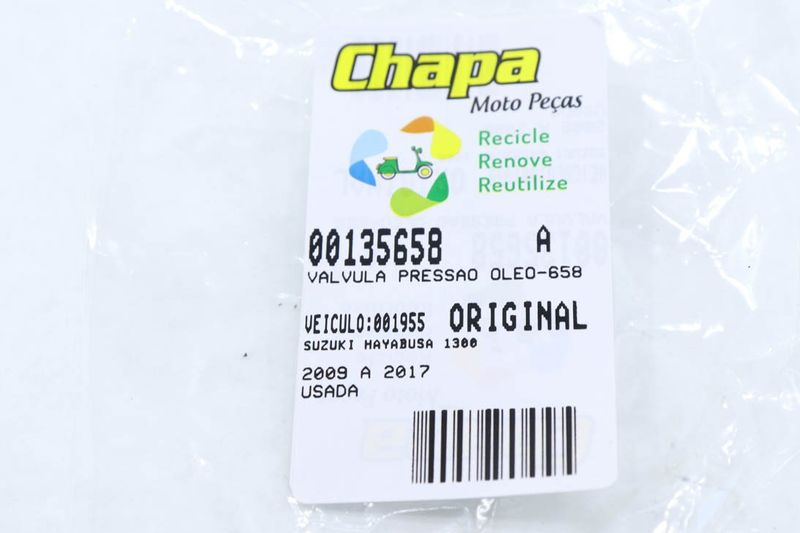 Chapa
Moto Peças
Recicle
Renove
Reutilize
00135658 A
VALVULA PRESSAO OLEO-658
VEICULO:001955 ORIGINAL
SUZUKI HAYABUSA 1300
2009 A 2017
USADA